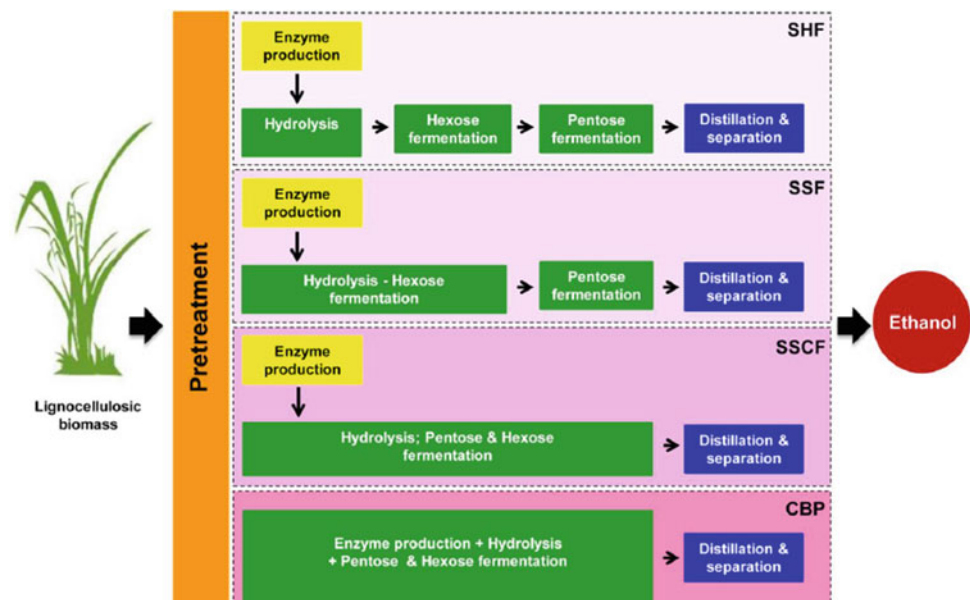 Lignocellulosic
biomass
Pretreatment
SHF
Enzyme
production
Hydrolysis
Hexose
fermentation
Pentose
fermentation
Distillation &
separation
SSF
Enzyme
production
Hydrolysis - Hexose
fermentation
Pentose
fermentation
Distillation &
separation
SSCF
Enzyme
production
Hydrolysis; Pentose & Hexose
fermentation
Distillation &
separation
CBP
Enzyme production + Hydrolysis
+ Pentose & Hexose fermentation
Distillation &
separation
Ethanol